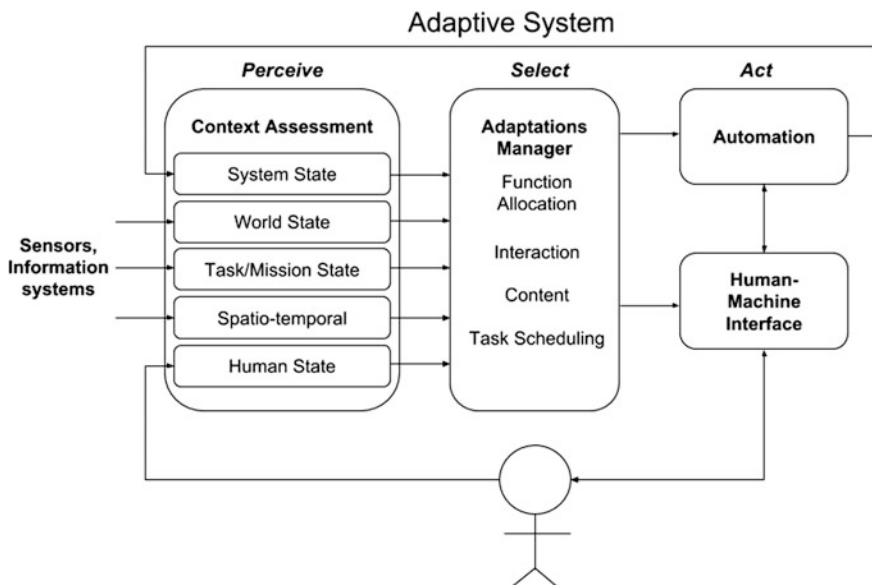 Adaptive System
Perceive
Select
Act
Context Assessment
System State
World State
Task/Mission State
Spatio-temporal
Human State
Sensors,
Information
systems
Adaptations
Manager
Function
Allocation
Interaction
Content
Task Scheduling
Automation
Human-
Machine
Interface